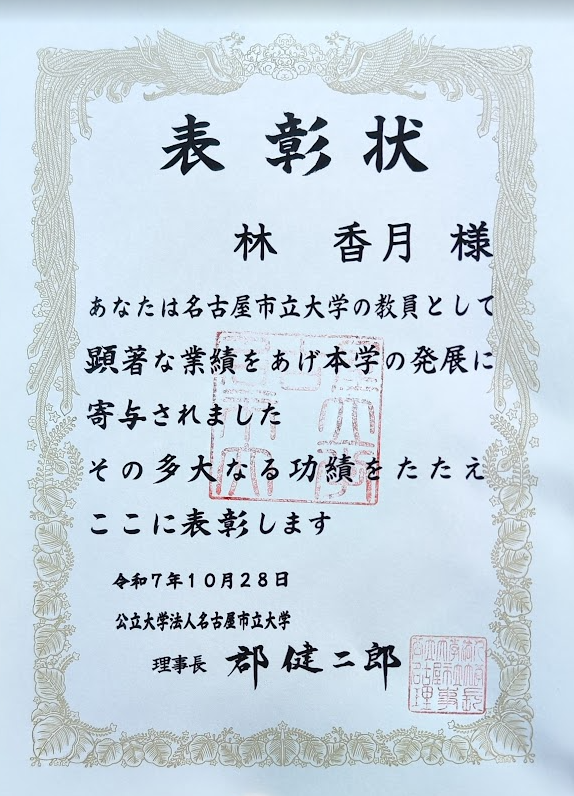 表彰状
林 香月 様
あなたは名古屋市立大学の教員として
顕著な業績をあげ本学の発展に
寄与されました
その多大なる功績をたたえ
ここに表彰します
令和7年10月28日
公立大学法人名古屋市立大学
理事長 郡 健二郎